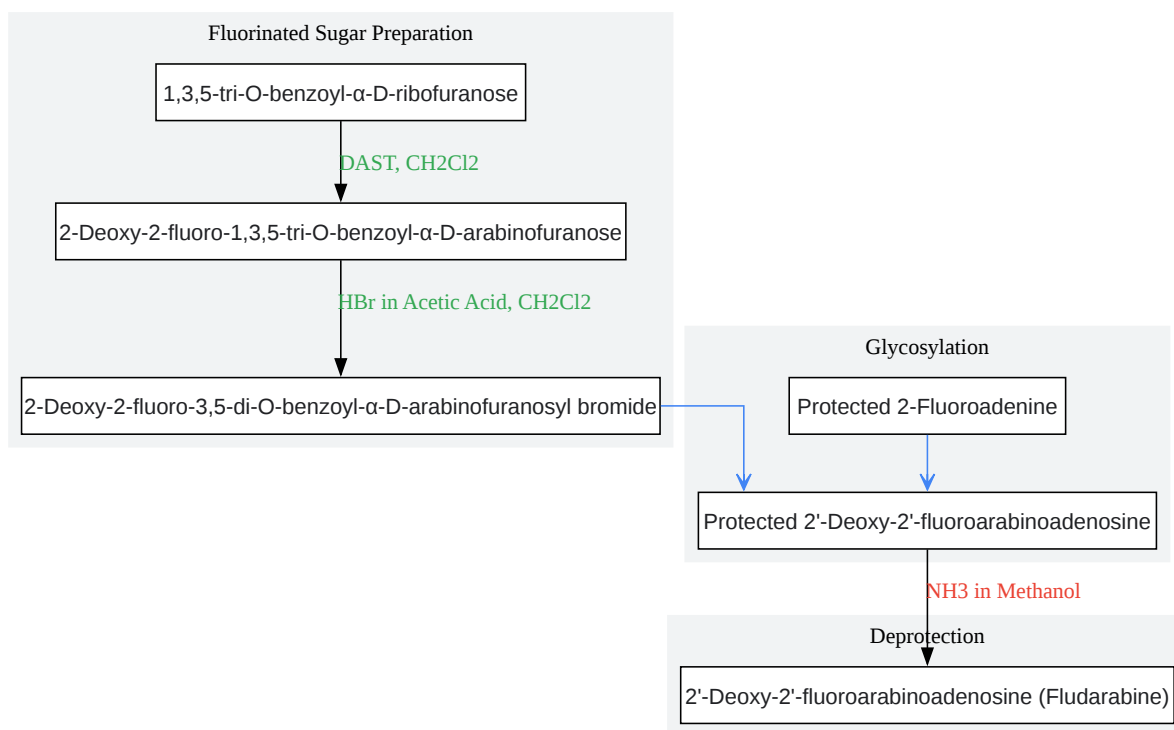 Fluorinated Sugar Preparation
1,3,5-tri-O-benzoyl-α-D-ribofuranose
DAST, CH2Cl2
2-Deoxy-2-fluoro-1,3,5-tri-O-benzoyl-α-D-arabinofuranose
HBr in Acetic Acid, CH2Cl2
2-Deoxy-2-fluoro-3,5-di-O-benzoyl-α-D-arabinofuranosyl bromide
Glycosylation
Protected 2-Fluoroadenine
Protected 2'-Deoxy-2'-fluoroarabinoadenosine
NH3 in Methanol
Deprotection
2'-Deoxy-2'-fluoroarabinoadenosine (Fludarabine)